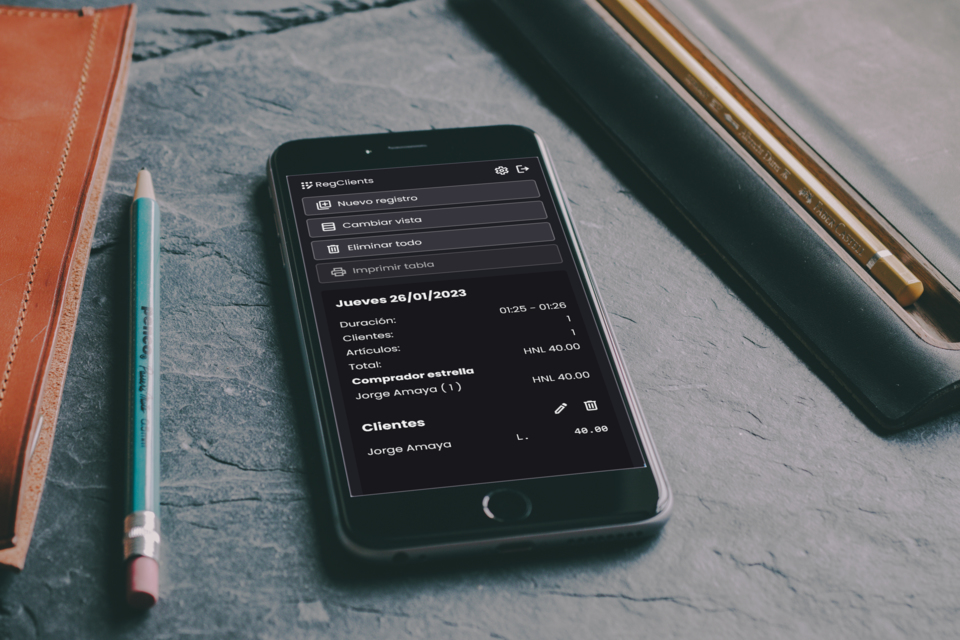 RegClients
Nuevo registro
Cambiar vista
Eliminar todo
Imprimir tabla
Jueves 26/01/2023
Duración: 01:25 - 01:26
Clientes: 1
Artículos: 1
Total: HNL 40.00
Comprador estrella
Jorge Amaya ( 1 ) HNL 40.00
Clientes
Jorge Amaya L. 40.00